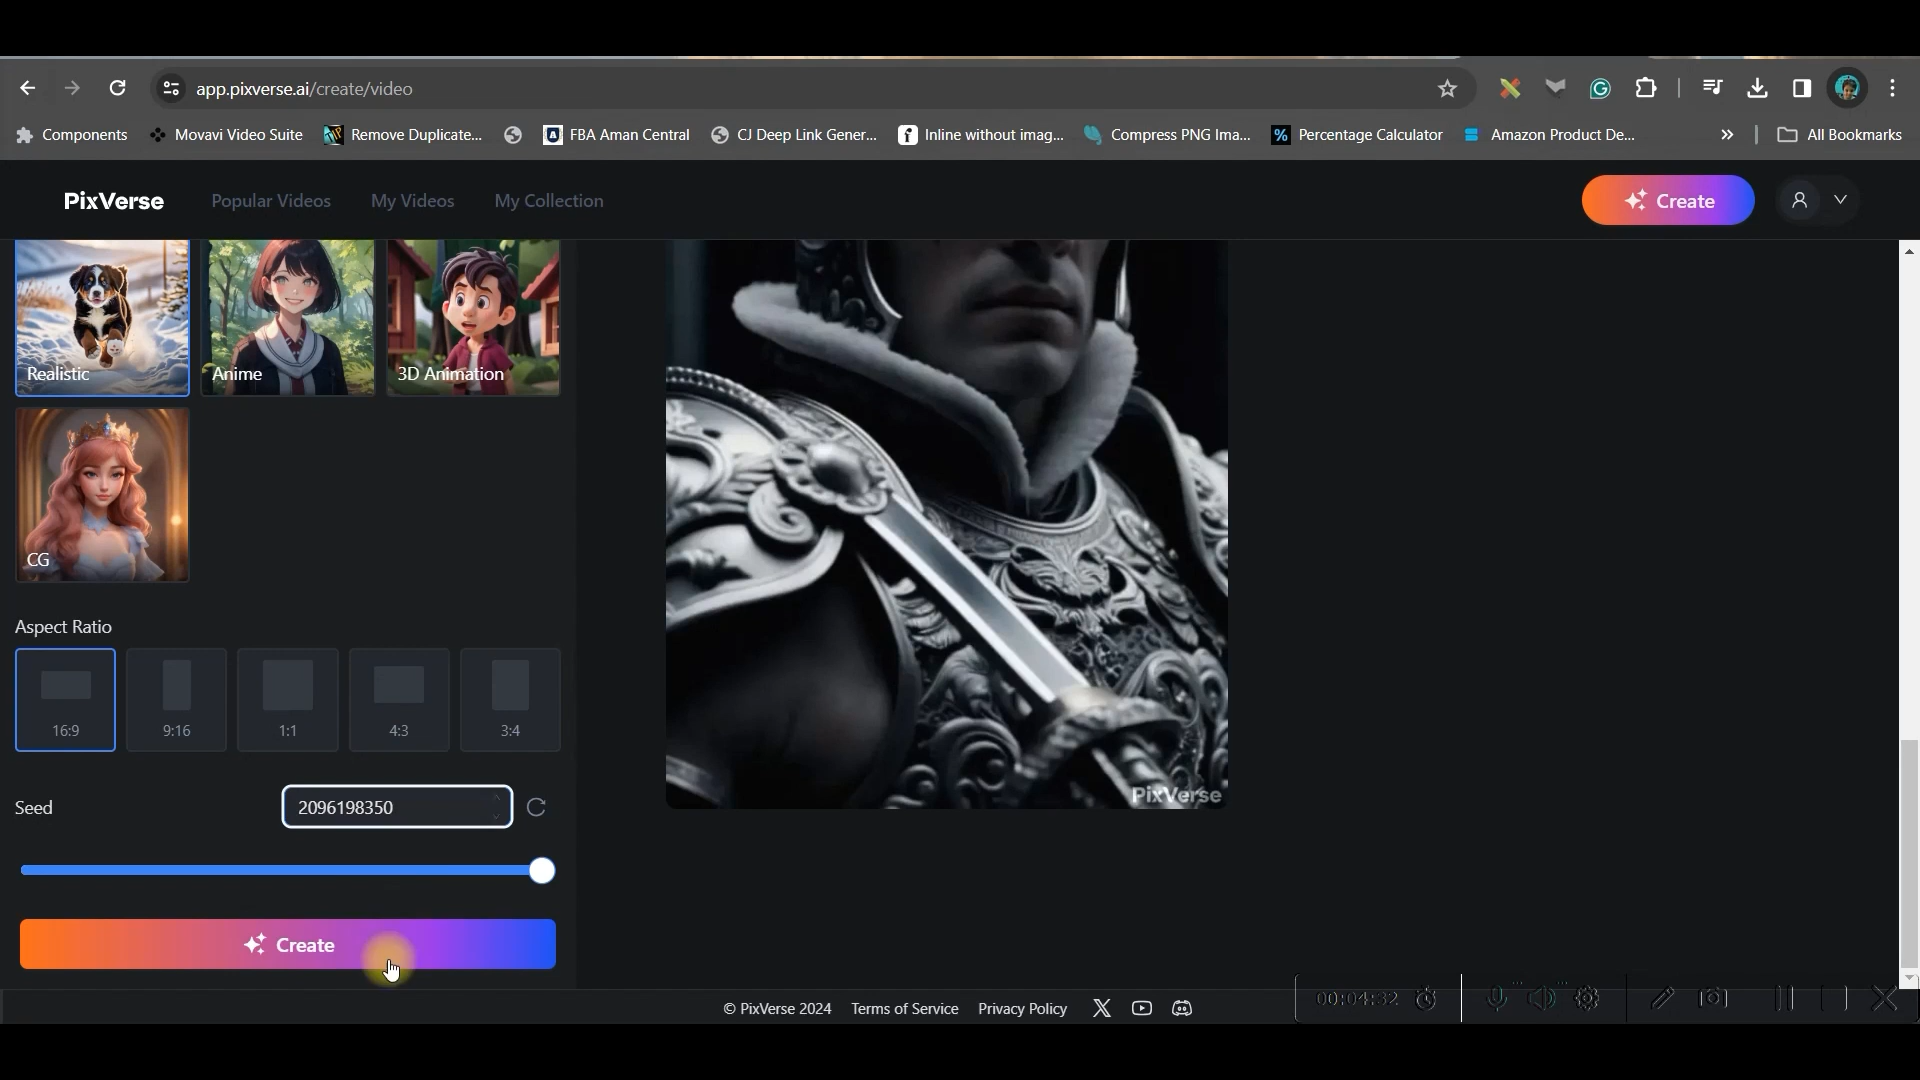 app.pixverse.ai/create/video
Components
Movavi Video Suite
Remove Duplicate...
FBA Aman Central
CJ Deep Link Gener...
Inline without imag...
Compress PNG Ima...
Percentage Calculator
Amazon Product De...
All Bookmarks
PixVerse
Popular Videos
My Videos
My Collection
Create
Realistic
Anime
3D Animation
CG
Aspect Ratio
16:9
9:16
1:1
4:3
3:4
Seed
2096198350
Create
PixVerse
© PixVerse 2024
Terms of Service
Privacy Policy
00:04:32